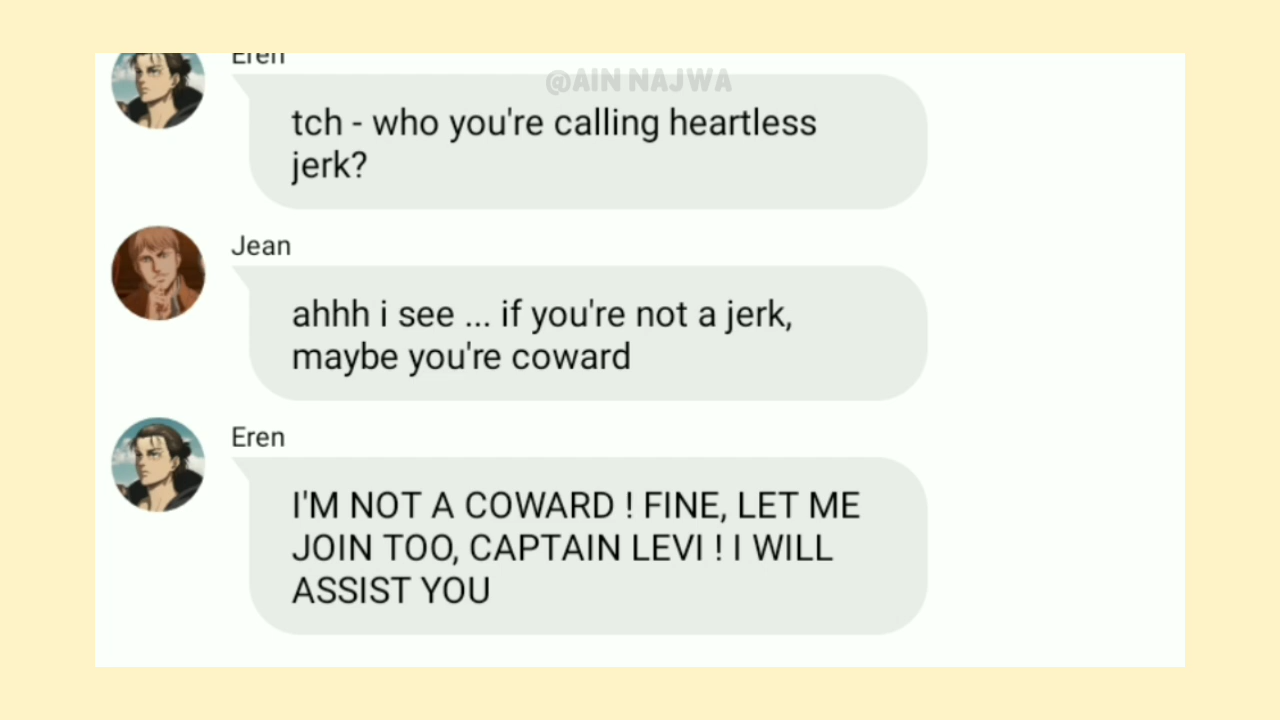 Eren
@AIN NAJWA
tch - who you're calling heartless
jerk?
Jean
ahhh i see ... if you're not a jerk,
maybe you're coward
Eren
I'M NOT A COWARD ! FINE, LET ME
JOIN TOO, CAPTAIN LEVI ! I WILL
ASSIST YOU